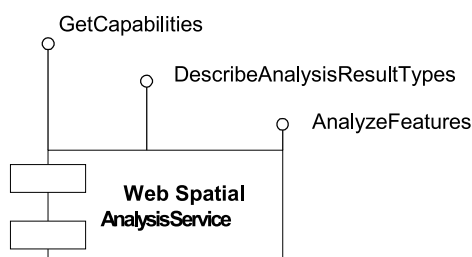 GetCapabilities
DescribeAnalysisResultTypes
AnalyzeFeatures
Web Spatial
AnalysisService